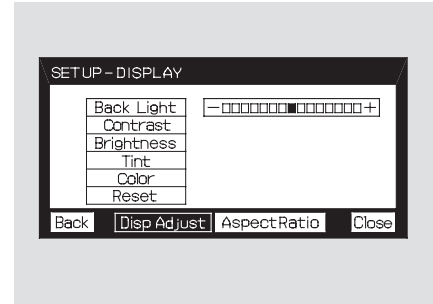 SETUP-DISPLAY
Back Light
Contrast
Brightness
Tint
Color
Reset
Back Disp Adjust AspectRatio Close